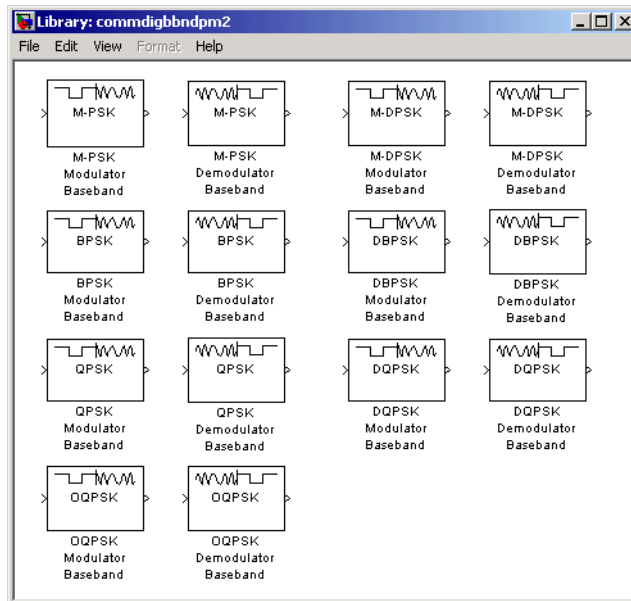 Library: commdigbbndpm2
File Edit View Format Help
M-PSK M-PSK M-DPSK M-DPSK
M-PSK M-PSK M-DPSK M-DPSK
Modulator Demodulator Modulator Demodulator
Baseband Baseband Baseband Baseband
BPSK BPSK DBPSK DBPSK
BPSK BPSK DBPSK DBPSK
Modulator Demodulator Modulator Demodulator
Baseband Baseband Baseband Baseband
QPSK QPSK DQPSK DQPSK
QPSK QPSK DQPSK DQPSK
Modulator Demodulator Modulator Demodulator
Baseband Baseband Baseband Baseband
OQPSK OQPSK
OQPSK OQPSK
Modulator Demodulator
Baseband Baseband